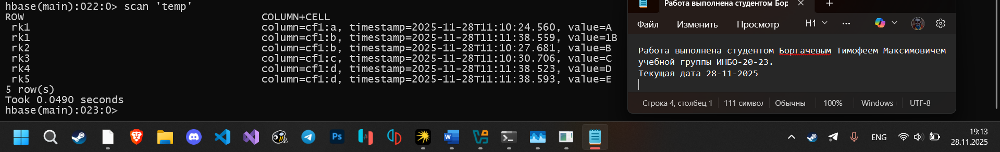 hbase(main):022:0> scan 'temp'
ROW COLUMN+CELL
rk1 column=cf1:a, timestamp=2025-11-28T11:10:24.560, value=A
rk1 column=cf1:b, timestamp=2025-11-28T11:11:38.559, value=1B
rk2 column=cf1:b, timestamp=2025-11-28T11:10:27.681, value=B
rk3 column=cf1:c, timestamp=2025-11-28T11:10:30.706, value=C
rk4 column=cf1:d, timestamp=2025-11-28T11:11:38.523, value=D
rk5 column=cf1:d, timestamp=2025-11-28T11:11:38.593, value=E
5 row(s)
Took 0.0490 seconds
hbase(main):023:0>
Работа выполнена студентом Бор
Файл Изменить Просмотр H1 ...
Работа выполнена студентом Боргачевым Тимофеем Максимовичем
учебной группы ИНБО-20-23.
Текущая дата 28-11-2025
Строка 4, столбец 1 111 символ Обычны 100% Windows ( UTF-8
Ps W ENG 19:13
28.11.2025